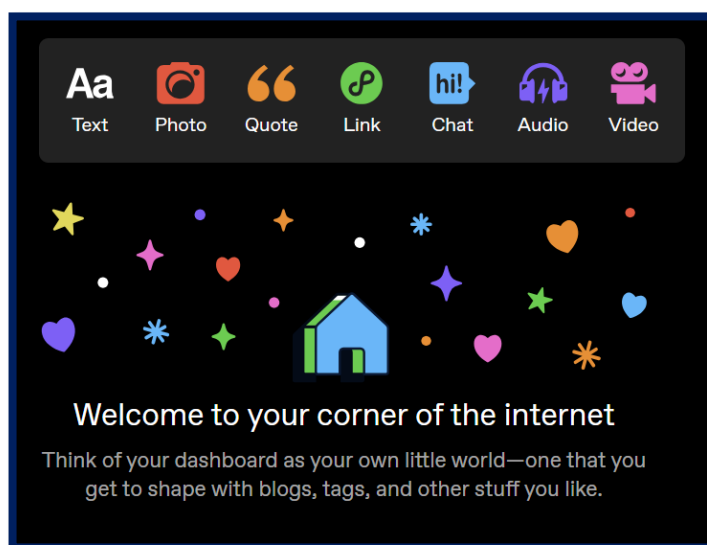 Aa hi!
Text Photo Quote Link Chat Audio Video
Welcome to your corner of the internet
Think of your dashboard as your own little world—one that you
get to shape with blogs, tags, and other stuff you like.